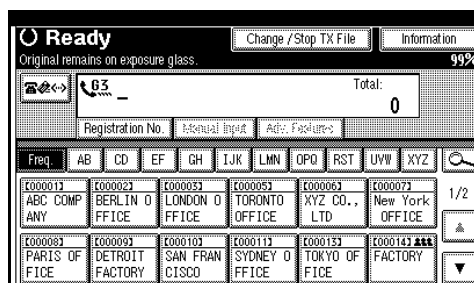 Ready
Change / Stop TX File
Information
Original remains on exposure glass.
99%
G3
Total:
0
Registration No.
Manual Input
Adv. Features
Freq.
AB
CD
EF
GH
IJK
LMN
OPQ
RST
UVW
XYZ
[00001]
ABC COMP
ANY
[00002]
BERLIN O
FFICE
[00003]
LONDON O
FFICE
[00005]
TORONTO
OFFICE
[00006]
XYZ CO.,
LTD
[00007]
New York
OFFICE
1/2
[00008]
PARIS OF
FICE
[00009]
DETROIT
FACTORY
[00010]
SAN FRAN
CISCO
[00011]
SYDNEY O
FFICE
[00013]
TOKYO OF
FICE
[00014]
FACTORY